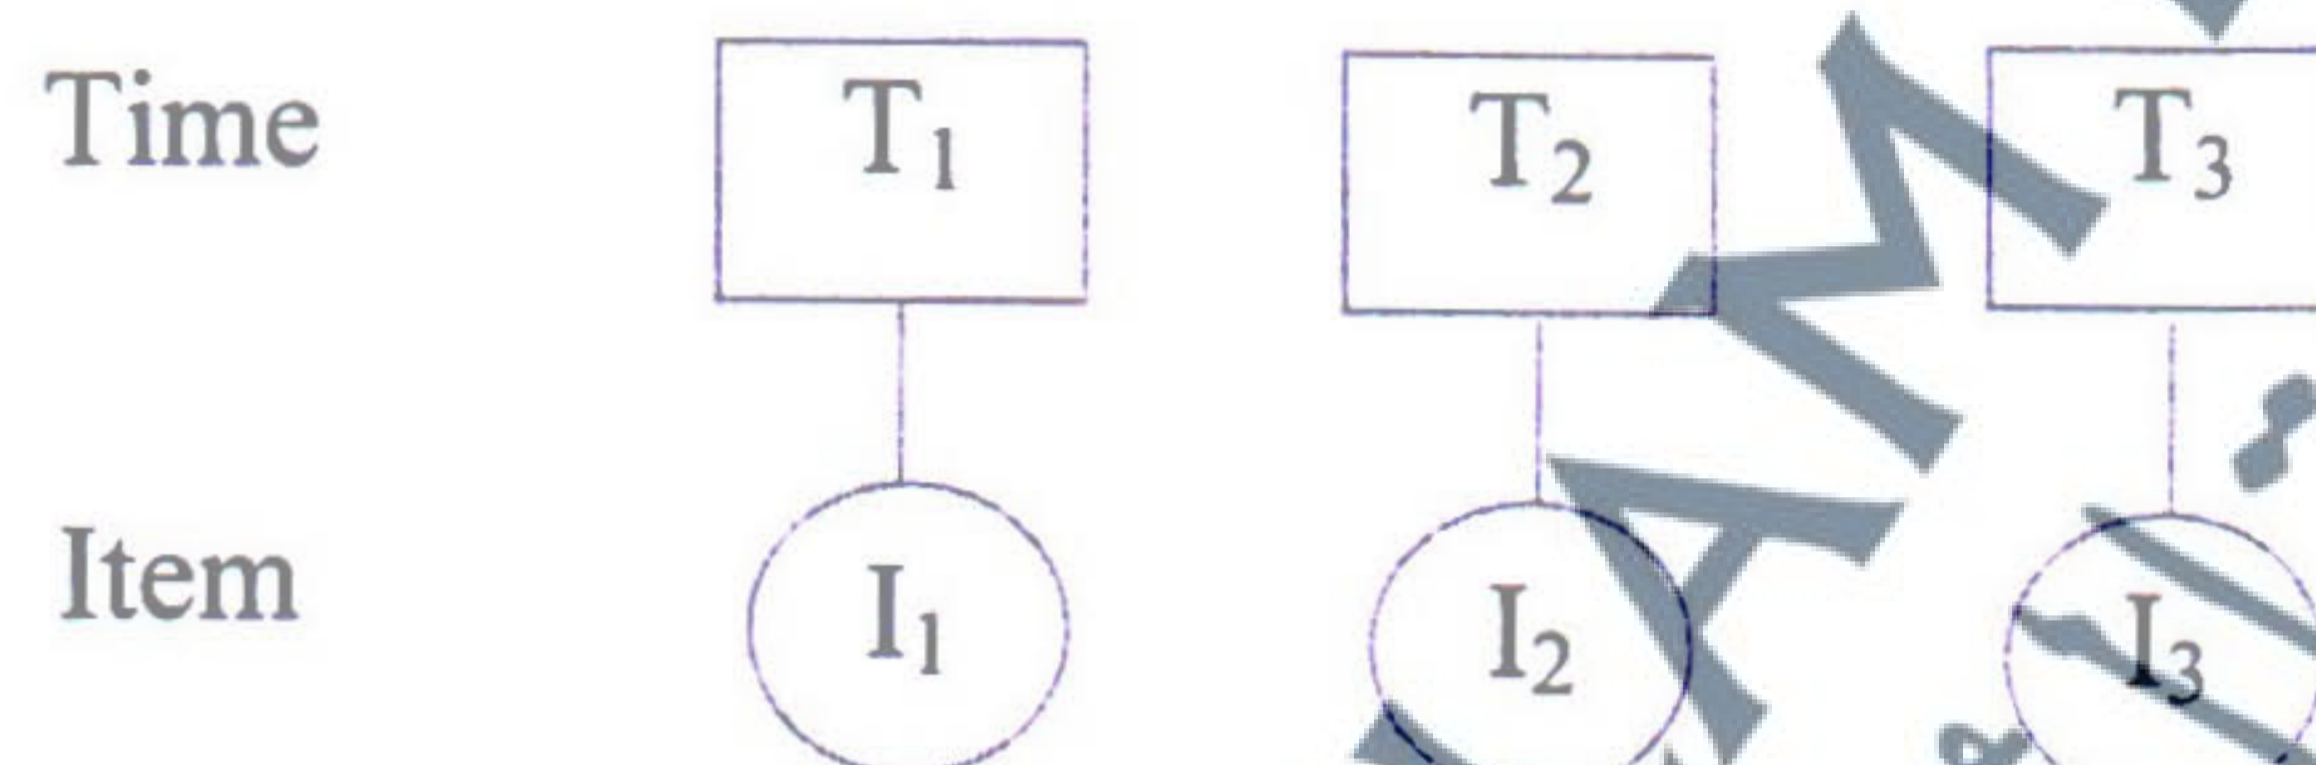 Time T₁ T₂ T₃
Item I₁ I₂ I₃